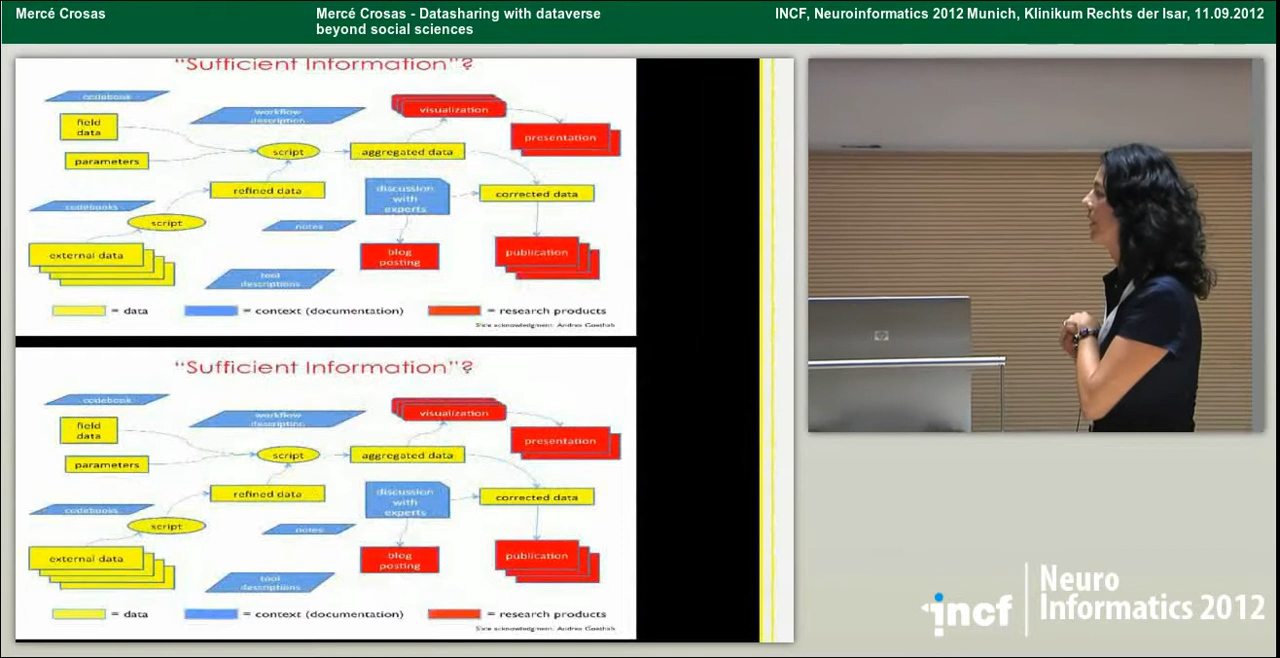 Mercé Crosas
Mercé Crosas - Datasharing with dataverse
beyond social sciences
INCF, Neuroinformatics 2012 Munich, Klinikum Rechts der Isar, 11.09.2012
"Sufficient Information"?
codebook
field
data
workflow
description
visualization
presentation
parameters
script
aggregated data
refined data
discussion
with
experts
corrected data
codebooks
script
notes
external data
blog
posting
publication
tool
descriptions
= data
= context (documentation)
= research products
"Sufficient Information"?
codebook
field
data
workflow
description
visualization
presentation
parameters
script
aggregated data
refined data
discussion
with
experts
corrected data
codebooks
script
notes
external data
blog
posting
publication
tool
descriptions
= data
= context (documentation)
= research products
hp
incf
Neuro
Informatics 2012